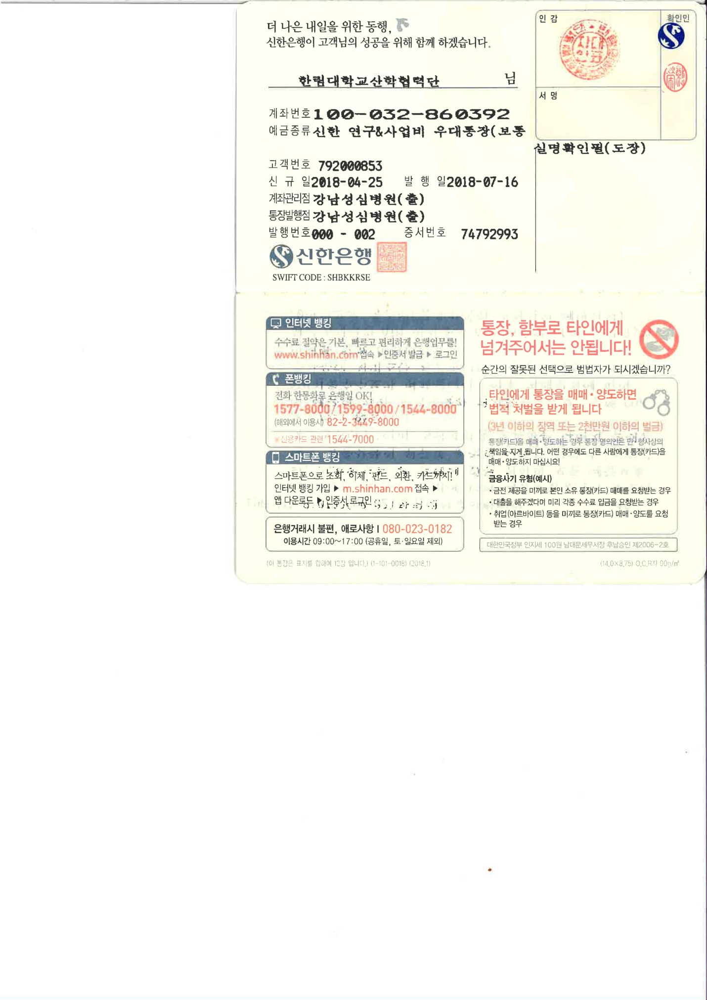 더 나은 내일을 위한 동행,
신한은행이 고객님의 성공을 위해 함께 하겠습니다.
한림대학교산학협력단 님
계좌번호 100-032-860392
예금종류 신한 연구&사업비 우대통장(보통
고객번호 792000853
신 규 일 2018-04-25 발 행 일 2018-07-16
계좌관리점 강남성심병원(출)
통장발행점 강남성심병원(출)
발행번호 000 - 002 증서번호 74792993
신한은행
SWIFT CODE : SHBKKRSE
인 감
확인인
서 명
실명확인필(도장)
인터넷 뱅킹
수수료 절약은 기본, 빠르고 편리하게 은행업무를!
www.shinhan.com 접속 ▶ 인증서 발급 ▶ 로그인
폰뱅킹
전화 한통화로 은행일 OK!
1577-8000 / 1599-8000 / 1544-8000
(해외에서 이용시) 82-2-3449-8000
※신용카드 관련 1544-7000
스마트폰 뱅킹
스마트폰으로 조회, 이체, 펀드, 외환, 카드까지!
인터넷 뱅킹 가입 ▶ m.shinhan.com 접속 ▶
앱 다운로드 ▶ 인증서 로그인
은행거래시 불편, 애로사항 | 080-023-0182
이용시간 09:00~17:00 (공휴일, 토·일요일 제외)
(이 통장은 표지를 합하여 12장 입니다.) (1-101-0018) (2018.1)
통장, 함부로 타인에게
넘겨주어서는 안됩니다!
순간의 잘못된 선택으로 범법자가 되시겠습니까?
타인에게 통장을 매매·양도하면
법적 처벌을 받게 됩니다
(3년 이하의 징역 또는 2천만원 이하의 벌금)
통장(카드)을 매매·양도하는 경우 통장 명의인은 민·형사상의
책임을 지게 됩니다. 어떤 경우에도 다른 사람에게 통장(카드)을
매매·양도하지 마십시요!
금융사기 유형(예시)
· 금전 제공을 미끼로 본인 소유 통장(카드) 매매를 요청받는 경우
· 대출을 해주겠다며 미리 각종 수수료 입금을 요청받는 경우
· 취업(아르바이트) 등을 미끼로 통장(카드) 매매·양도를 요청
받는 경우
대한민국정부 인지세 100원 남대문세무서장 후납승인 제2006-2호
(14.0×8.75) O.C.R지 90g/㎡